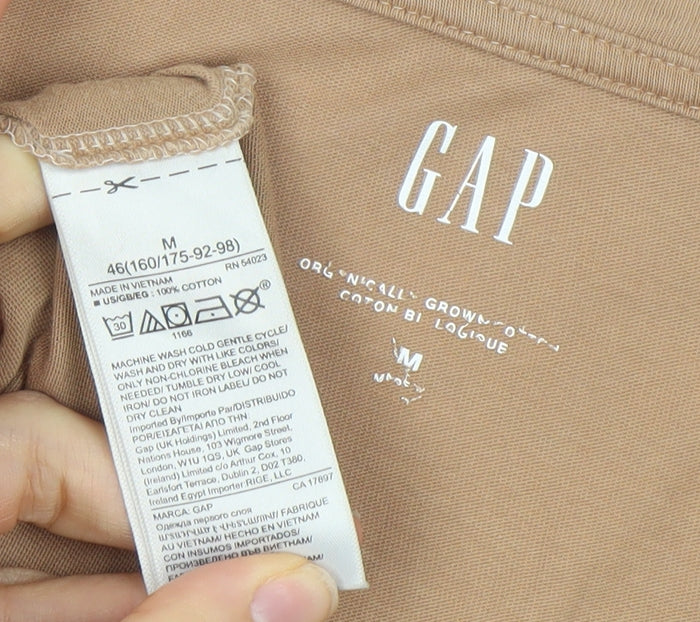 M
46(160/175-92-98)
RN 54023
MADE IN VIETNAM
■ US/GB/EG : 100% COTTON
30
®
1166
MACHINE WASH COLD GENTLE CYCLE/
WASH AND DRY WITH LIKE COLORS/
ONLY NON-CHLORINE BLEACH WHEN
NEEDED/ TUMBLE DRY LOW/ COOL
IRON/ DO NOT IRON LABEL/ DO NOT
DRY CLEAN
Imported By/Importe Par/DISTRIBUIDO
POR/ΕΙΣΑΓΕΤΑΙ ΑΠΟ ΤΗΝ:
Gap (UK Holdings) Limited, 2nd Floor
Nations House, 103 Wigmore Street,
London, W1U 1QS, UK. Gap Stores
(Ireland) Limited c/o Arthur Cox, 10
Earlsfort Terrace, Dublin 2, D02 T380,
Ireland Egypt Importer RIGE, LLC
CA 17897
MARCA: GAP
Одежда первого слоя
FABRIQUE
AU VIETNAM/ HECHO EN VIETNAM
CON INSUMOS IMPORTADOS/
ПРОИЗВЕДЕНО ВЪВ ВИЕТНАМ/
GAP
GROWN
COTON BI LOGIQUE
M